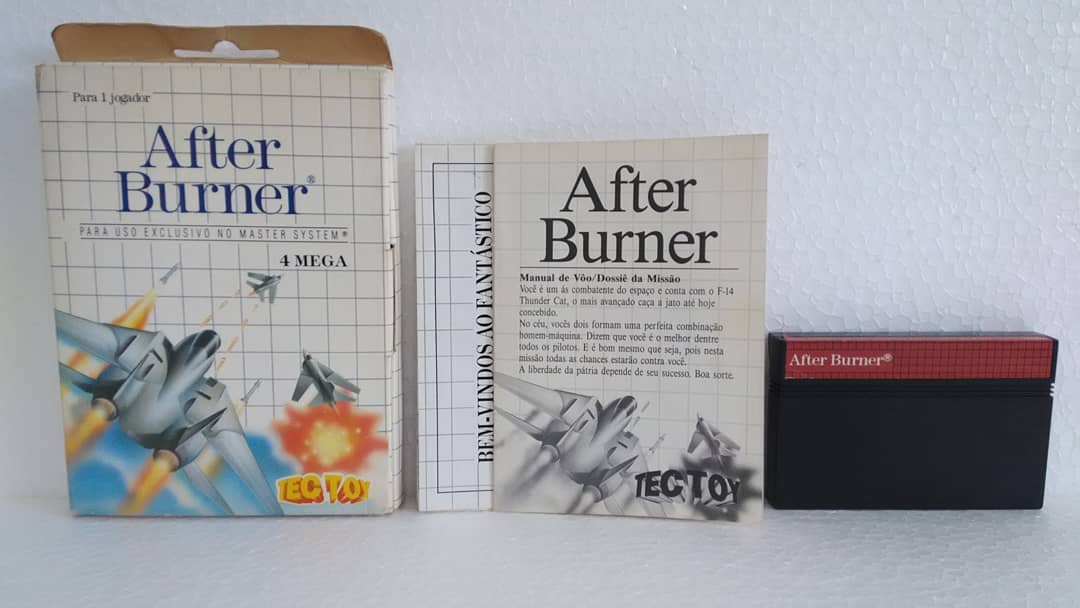 Para 1 jogador
After
Burner®
PARA USO EXCLUSIVO NO MASTER SYSTEM®
4 MEGA
TEC TOY
BEM-VINDOS AO FANTÁSTICO
After
Burner
Manual de Vôo/Dossiê da Missão
Você é um ás combatente do espaço e conta com o F-14
Thunder Cat, o mais avançado caça a jato até hoje
concebido.
No céu, vocês dois formam uma perfeita combinação
homem-máquina. Dizem que você é o melhor dentre
todos os pilotos. E é bom mesmo que seja, pois nesta
missão todas as chances estarão contra você.
A liberdade da pátria depende de seu sucesso. Boa sorte.
TEC TOY
After Burner®